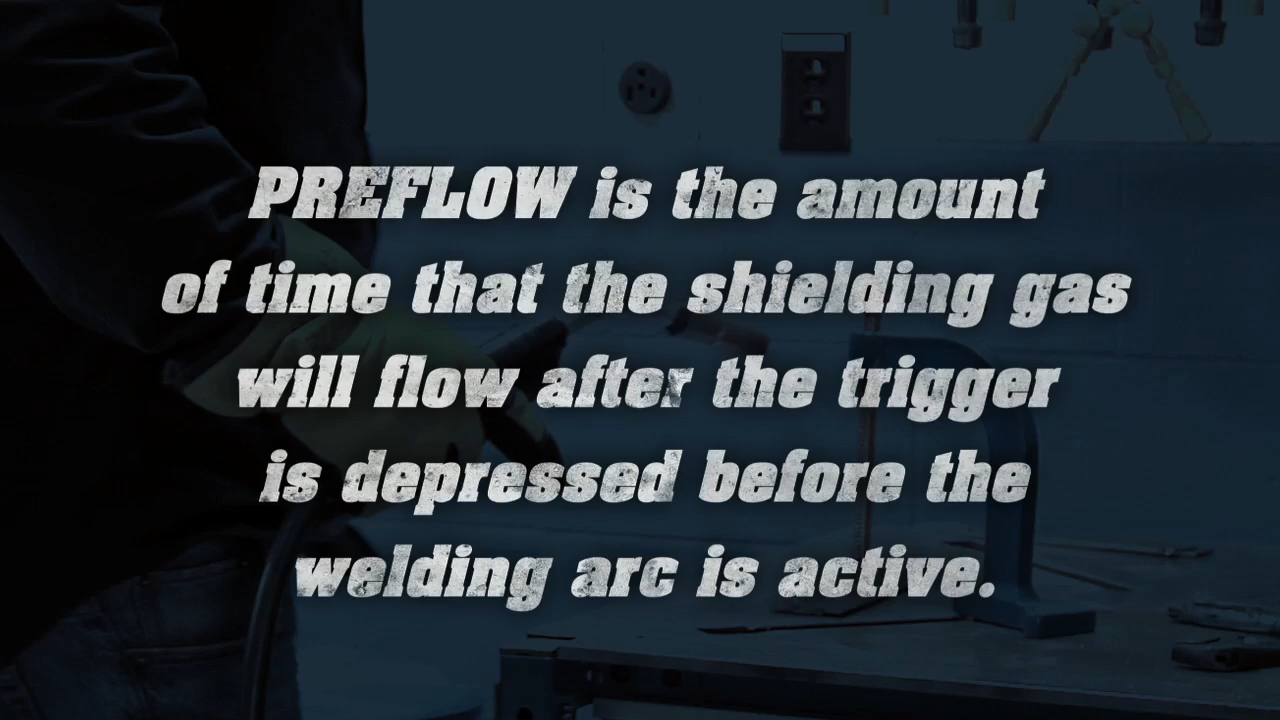 PREFLOW is the amount
of time that the shielding gas
will flow after the trigger
is depressed before the
welding arc is active.